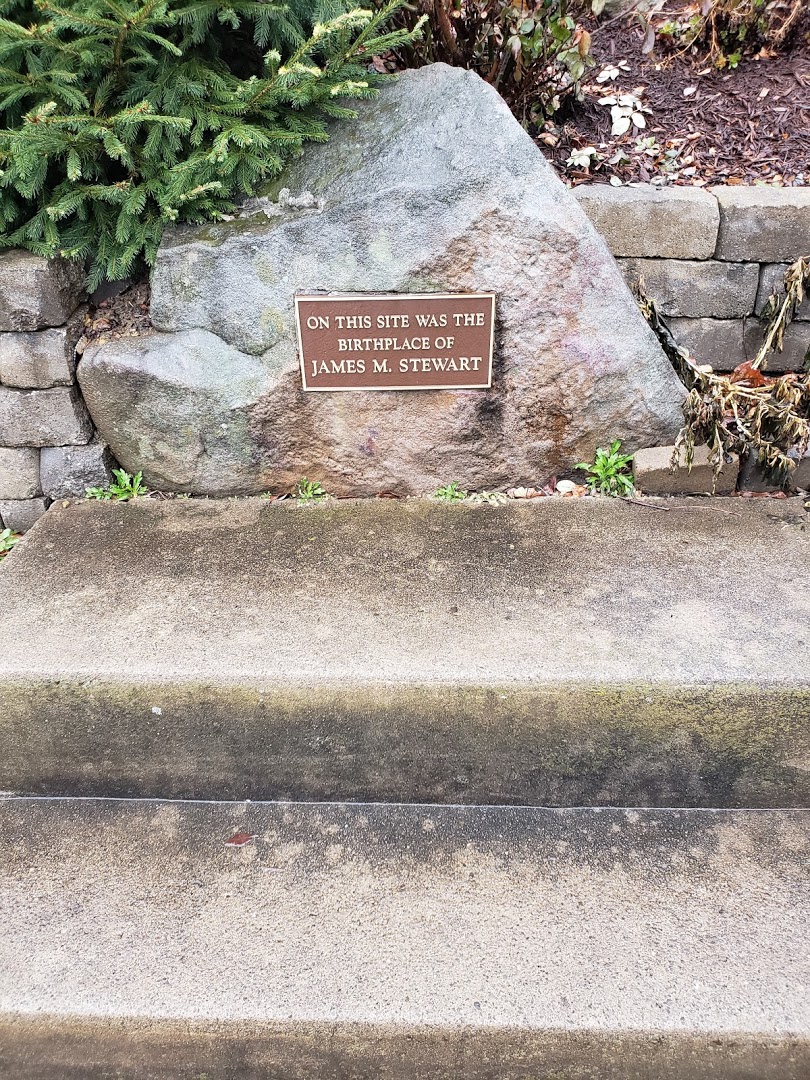 ON THIS SITE WAS THE
BIRTHPLACE OF
JAMES M. STEWART